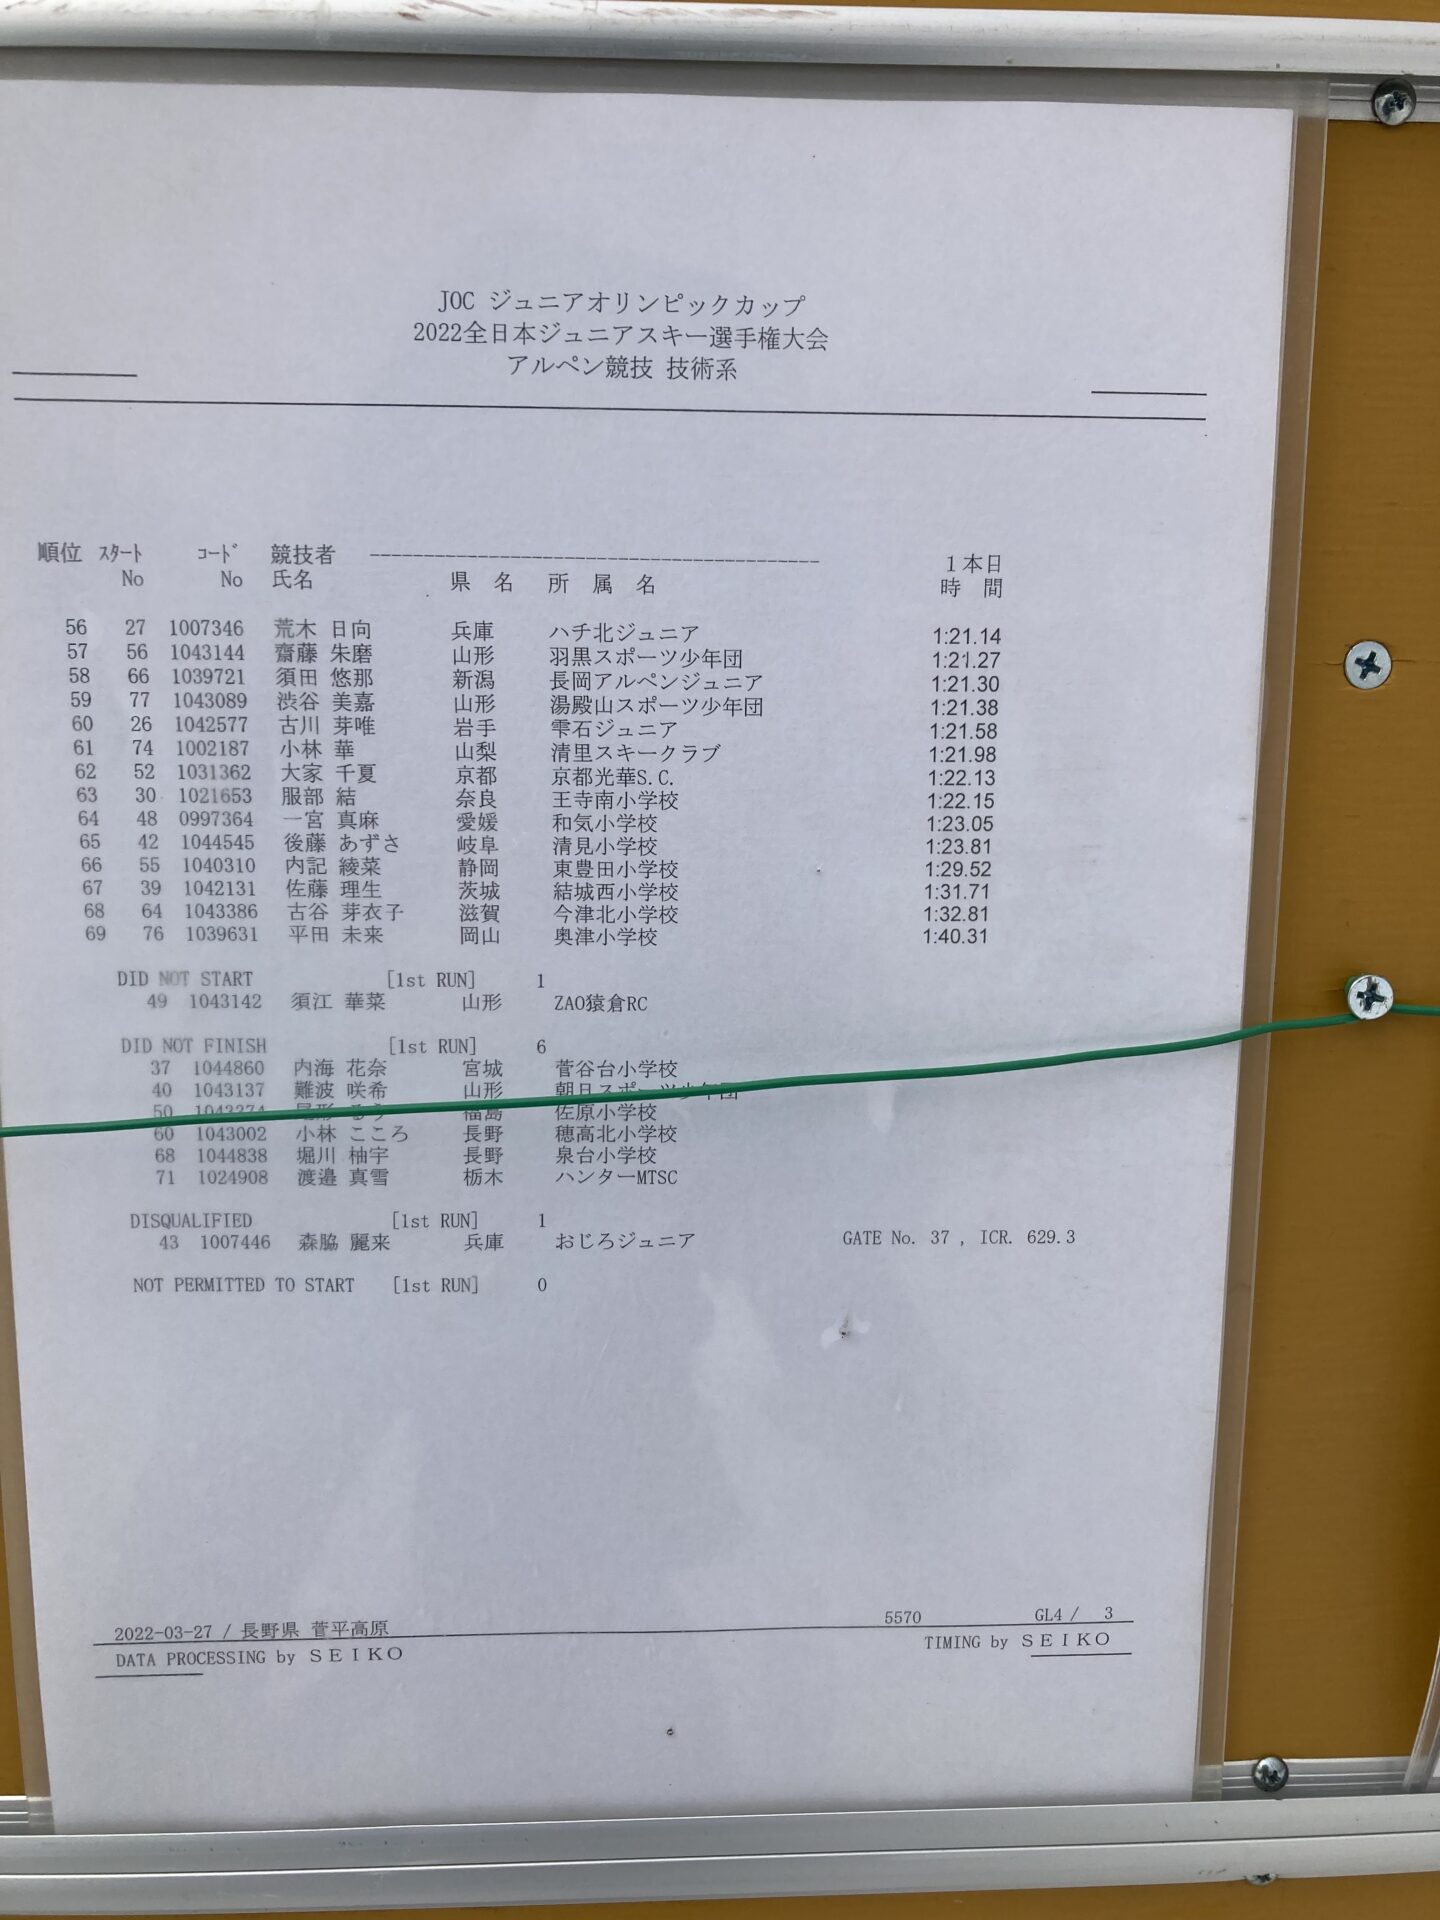 JOC ジュニアオリンピックカップ
2022全日本ジュニアスキー選手権大会
アルペン競技 技術系
順位 ｽﾀｰﾄ ｺｰﾄﾞ 競技者 ----------------------------------------- 1本目
No No 氏名 県 名 所 属 名 時 間
56 27 1007346 荒木 日向 兵庫 ハチ北ジュニア 1:21.14
57 56 1043144 齋藤 朱磨 山形 羽黒スポーツ少年団 1:21.27
58 66 1039721 須田 悠那 新潟 長岡アルペンジュニア 1:21.30
59 77 1043089 渋谷 美嘉 山形 湯殿山スポーツ少年団 1:21.38
60 26 1042577 古川 芽唯 岩手 雫石ジュニア 1:21.58
61 74 1002187 小林 華 山梨 清里スキークラブ 1:21.98
62 52 1031362 大家 千夏 京都 京都光華S.C. 1:22.13
63 30 1021653 服部 結 奈良 王寺南小学校 1:22.15
64 48 0997364 一宮 真麻 愛媛 和気小学校 1:23.05
65 42 1044545 後藤 あずさ 岐阜 清見小学校 1:23.81
66 55 1040310 内記 綾菜 静岡 東豊田小学校 1:29.52
67 39 1042131 佐藤 理生 茨城 結城西小学校 1:31.71
68 64 1043386 古谷 芽衣子 滋賀 今津北小学校 1:32.81
69 76 1039631 平田 未来 岡山 奥津小学校 1:40.31
DID NOT START [1st RUN] 1
49 1043142 須江 華菜 山形 ZAO猿倉RC
DID NOT FINISH [1st RUN] 6
37 1044860 内海 花奈 宮城 菅谷台小学校
40 1043137 難波 咲希 山形 朝日スポーツ少年団
50 1043274 福島 佐原小学校
60 1043002 小林 こころ 長野 穂高北小学校
68 1044838 堀川 柚宇 長野 泉台小学校
71 1024908 渡邉 真雪 栃木 ハンターMTSC
DISQUALIFIED [1st RUN] 1
43 1007446 森脇 麗来 兵庫 おじろジュニア GATE No. 37 , ICR. 629.3
NOT PERMITTED TO START [1st RUN] 0
2022-03-27 / 長野県 菅平高原 5570 GL4 / 3
DATA PROCESSING by SEIKO TIMING by SEIKO